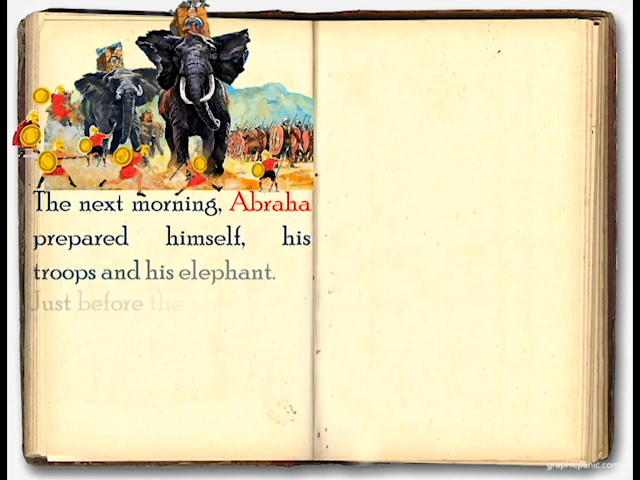 The next morning, Abraha
prepared himself, his
troops and his elephant.
Just before the
graphicpanic.com